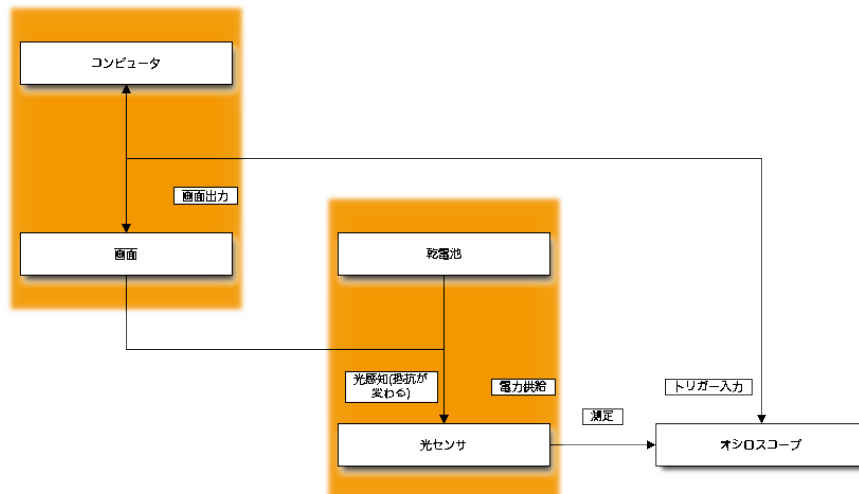 コンピュータ
画面出力
画面
乾電池
光感知(抵抗が
変わる)
電力供給
トリガー入力
測定
光センサ
オシロスコープ